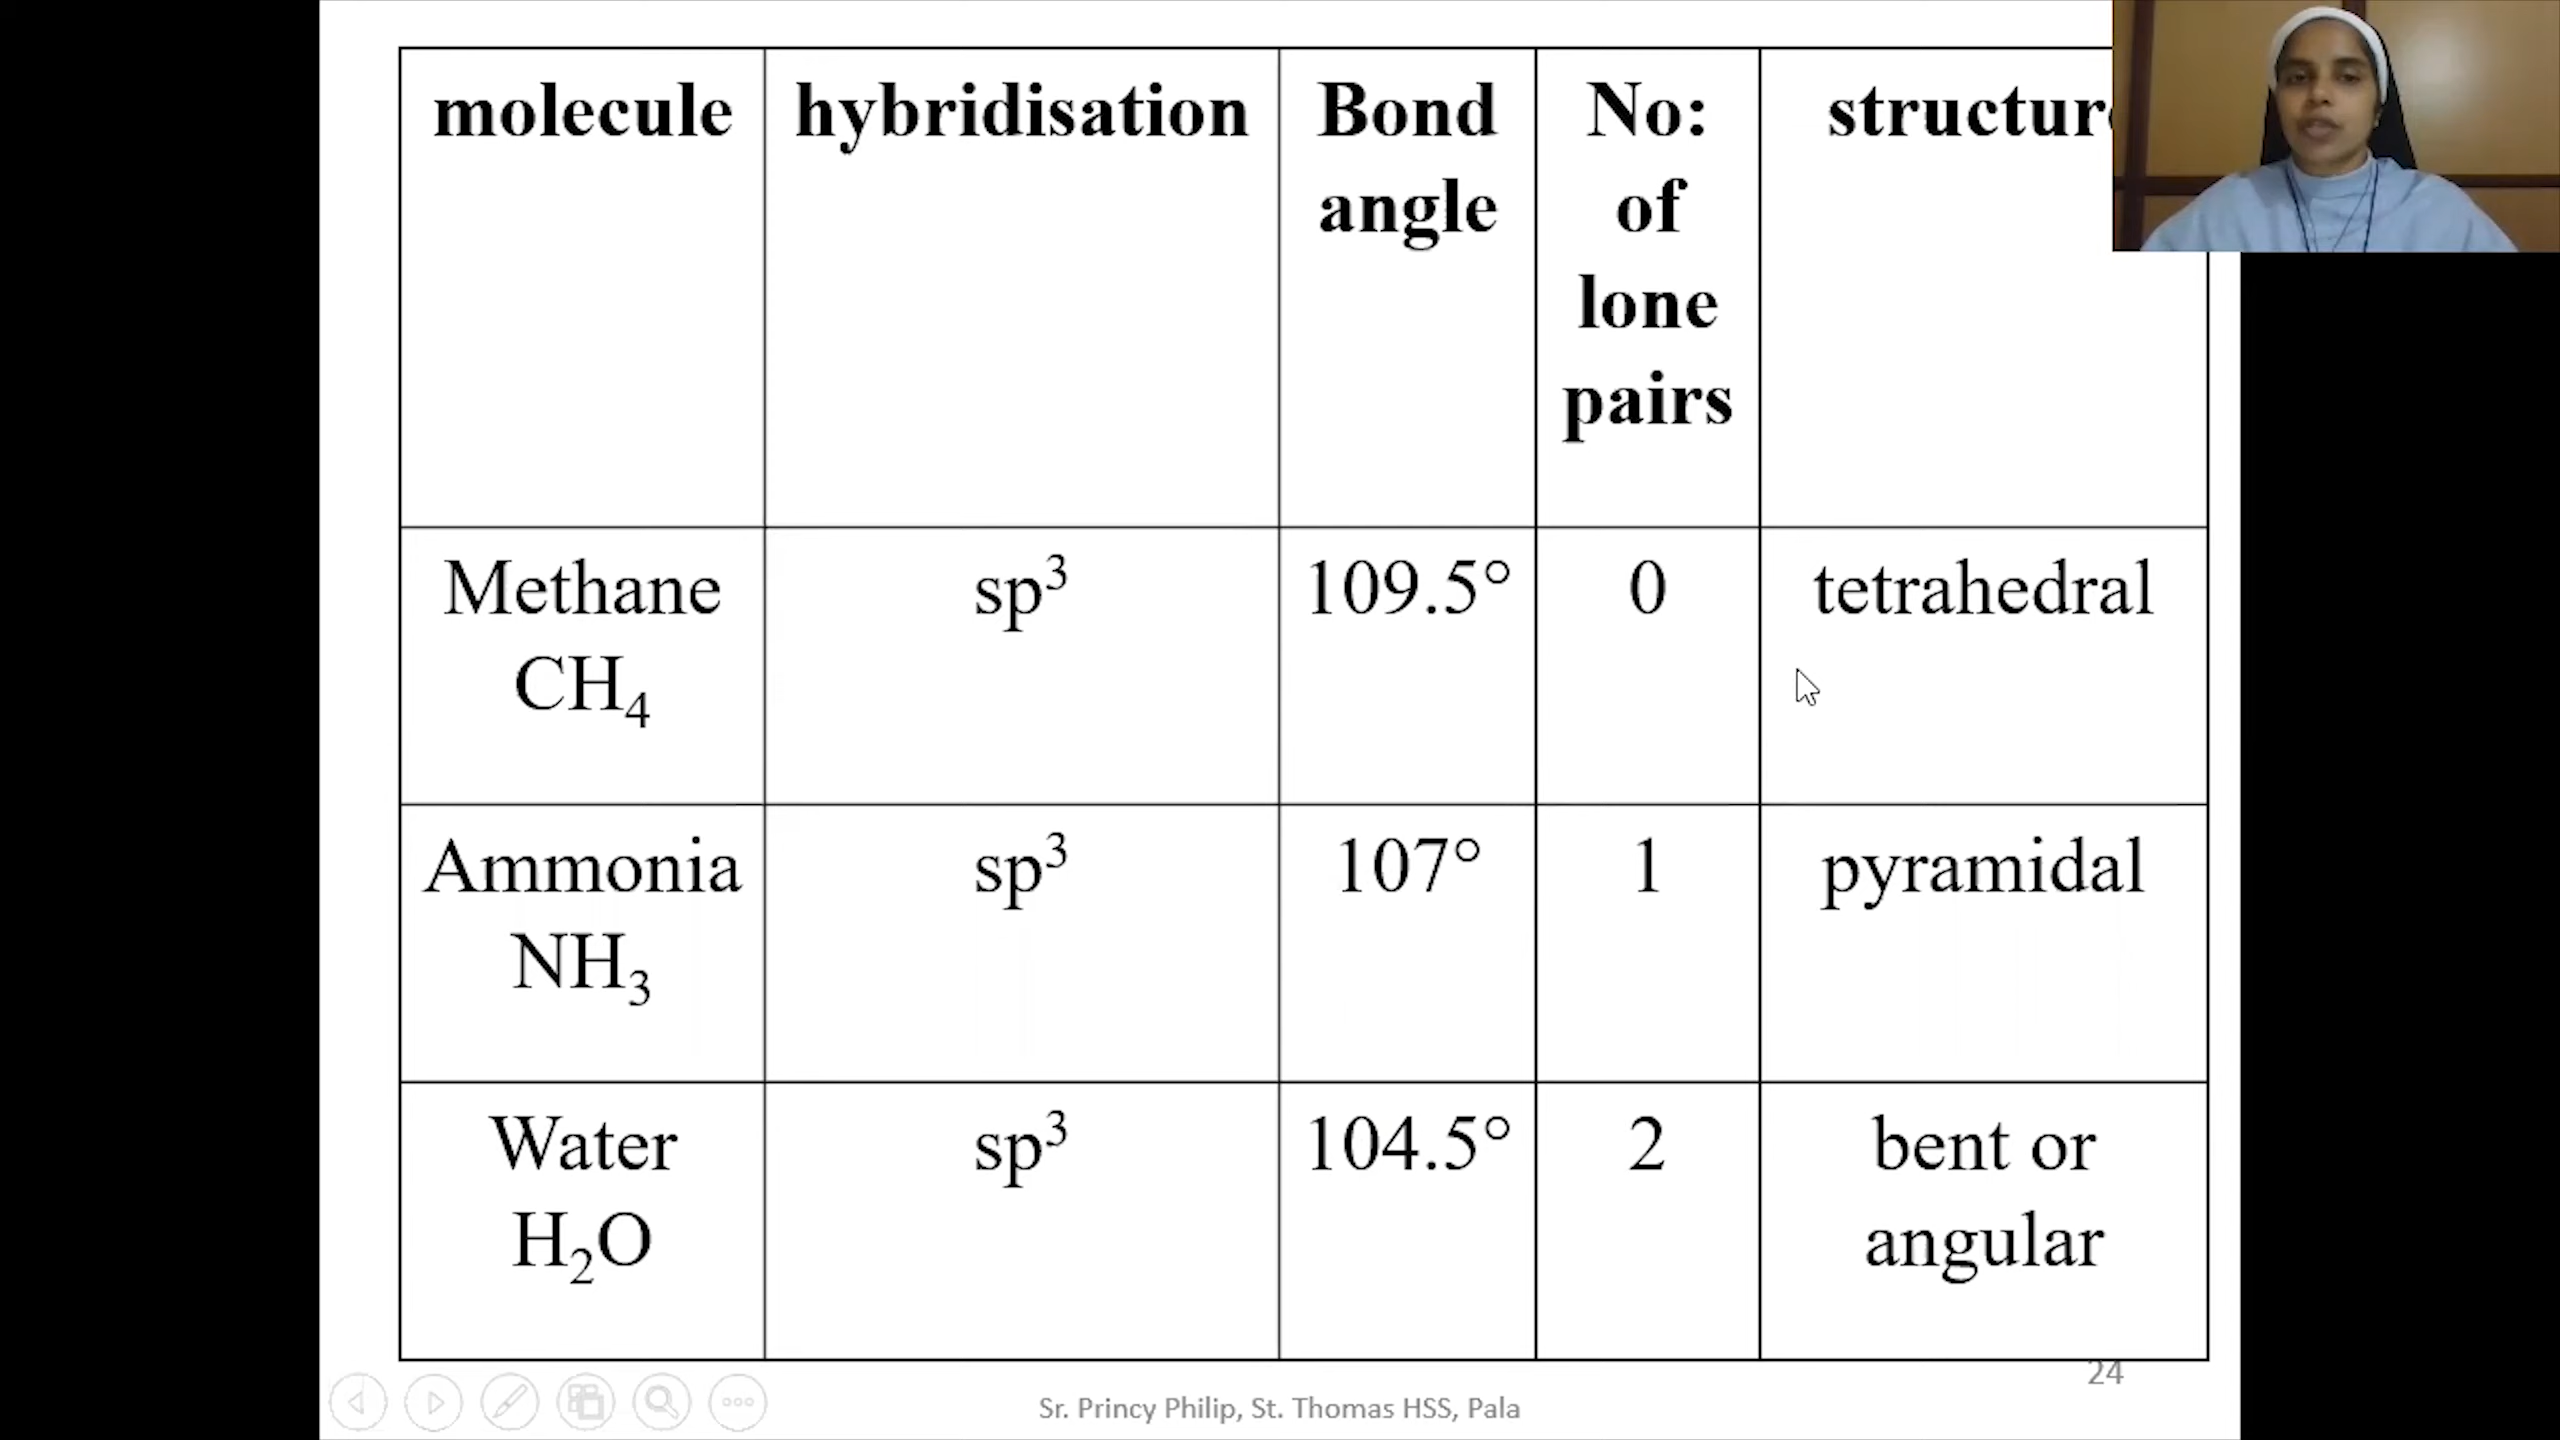 molecule
hybridisation
Bond
angle
No:
of
lone
pairs
structur
Methane
CH₄
sp³
109.5°
0
tetrahedral
Ammonia
NH₃
sp³
107°
1
pyramidal
Water
H₂O
sp³
104.5°
2
bent or
angular
24
Sr. Princy Philip, St. Thomas HSS, Pala